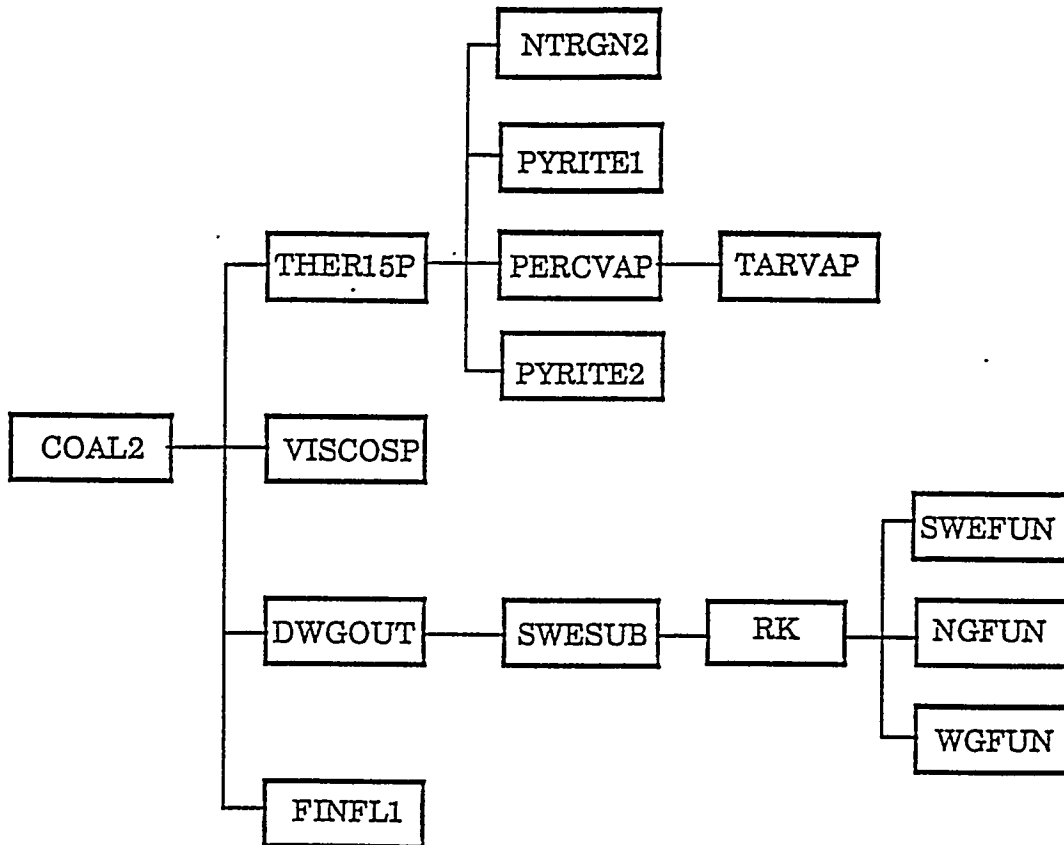 NTRGN2
PYRITE1
THER15P
PERCVAP
TARVAP
PYRITE2
COAL2
VISCOSP
SWEFUN
DWGOUT
SWESUB
RK
NGFUN
WGFUN
FINFL1